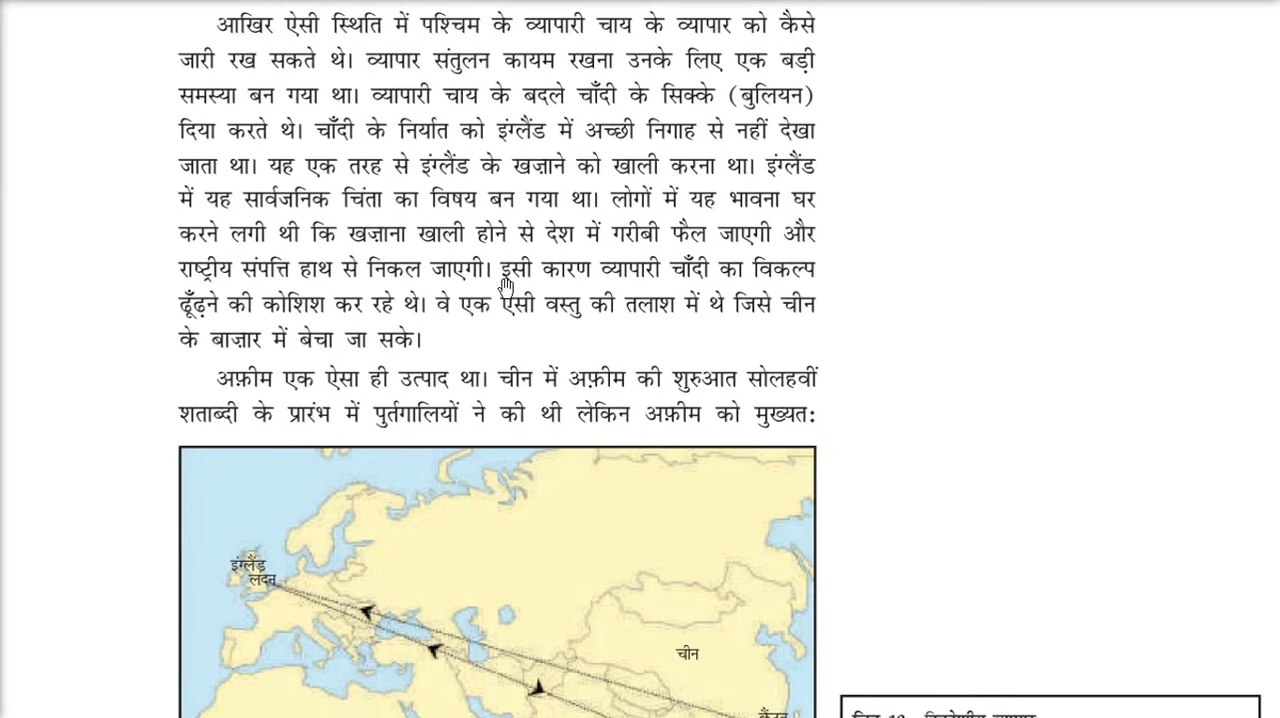 आखिर ऐसी स्थिति में पश्चिम के व्यापारी चाय के व्यापार को कैसे
जारी रख सकते थे। व्यापार संतुलन कायम रखना उनके लिए एक बड़ी
समस्या बन गया था। व्यापारी चाय के बदले चाँदी के सिक्के (बुलियन)
दिया करते थे। चाँदी के निर्यात को इंग्लैंड में अच्छी निगाह से नहीं देखा
जाता था। यह एक तरह से इंग्लैंड के खज़ाने को खाली करना था। इंग्लैंड
में यह सार्वजनिक चिंता का विषय बन गया था। लोगों में यह भावना घर
करने लगी थी कि खज़ाना खाली होने से देश में गरीबी फैल जाएगी और
राष्ट्रीय संपत्ति हाथ से निकल जाएगी। इसी कारण व्यापारी चाँदी का विकल्प
ढूँढ़ने की कोशिश कर रहे थे। वे एक ऐसी वस्तु की तलाश में थे जिसे चीन
के बाज़ार में बेचा जा सके।
अफ़ीम एक ऐसा ही उत्पाद था। चीन में अफ़ीम की शुरुआत सोलहवीं
शताब्दी के प्रारंभ में पुर्तगालियों ने की थी लेकिन अफ़ीम को मुख्यत:
इंग्लैंड
लंदन
चीन